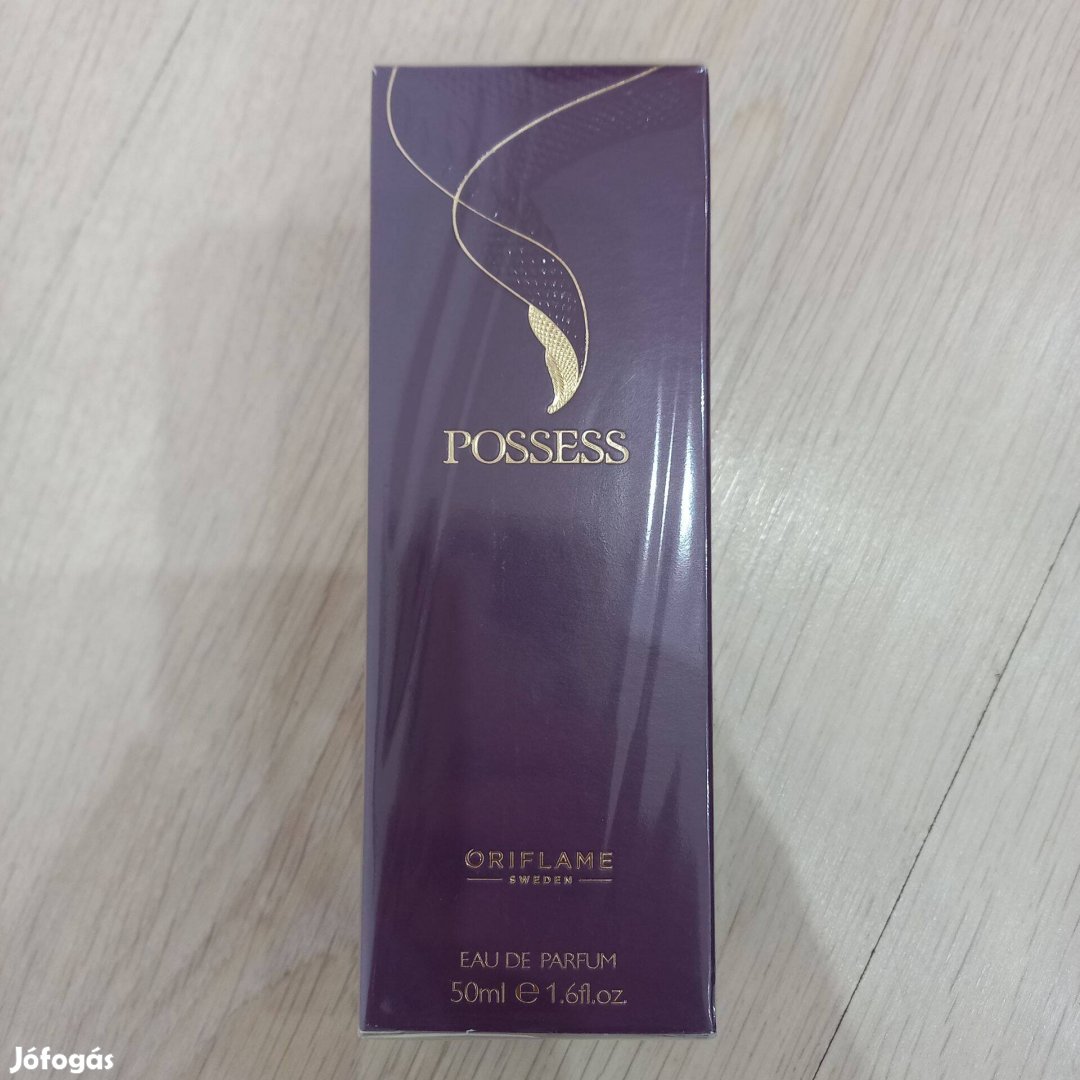 POSSESS
ORIFLAME
SWEDEN
EAU DE PARFUM
50ml ℮ 1.6fl.oz.
Jófogás